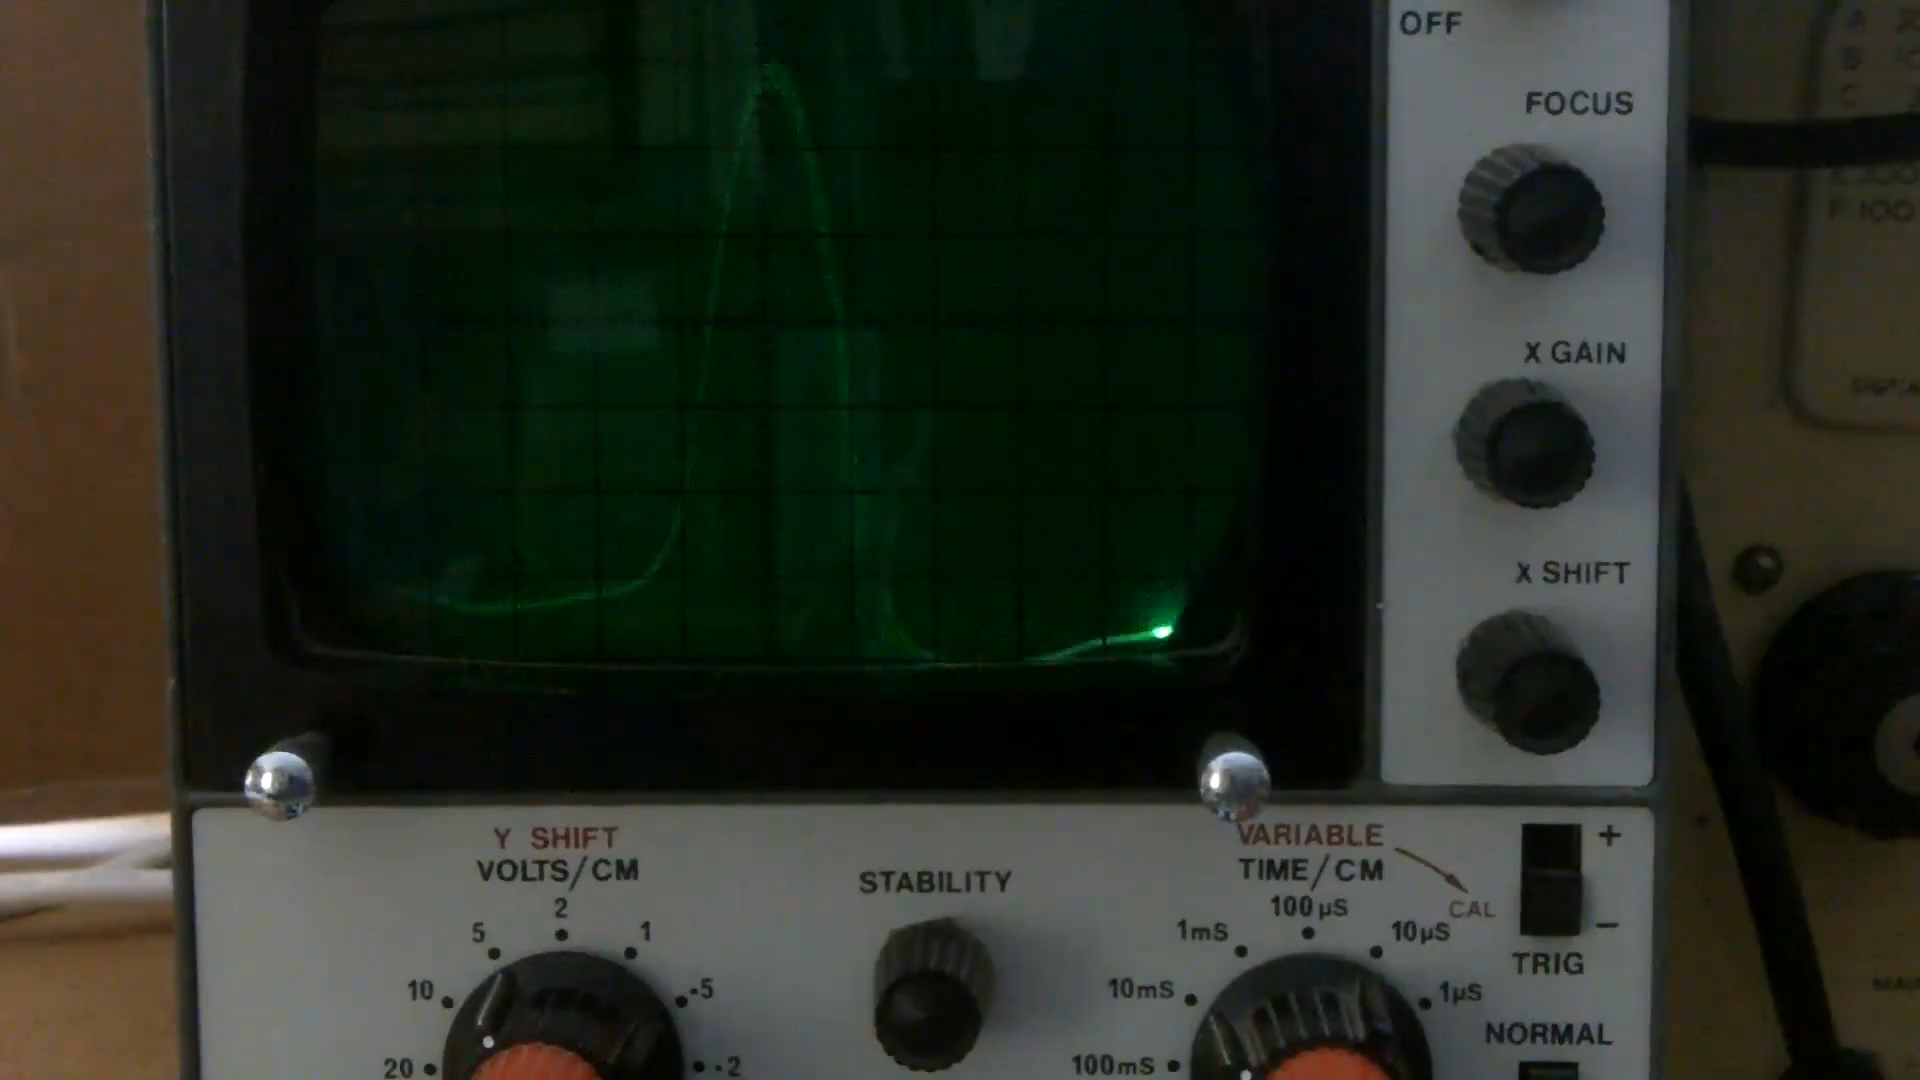 OFF
FOCUS
X GAIN
X SHIFT
Y SHIFT
VOLTS/CM
20
10
5
2
1
.5
.2
STABILITY
VARIABLE
TIME/CM
CAL
100mS
10mS
1mS
100µS
10µS
1µS
+
−
TRIG
NORMAL
A
B
C
F 100